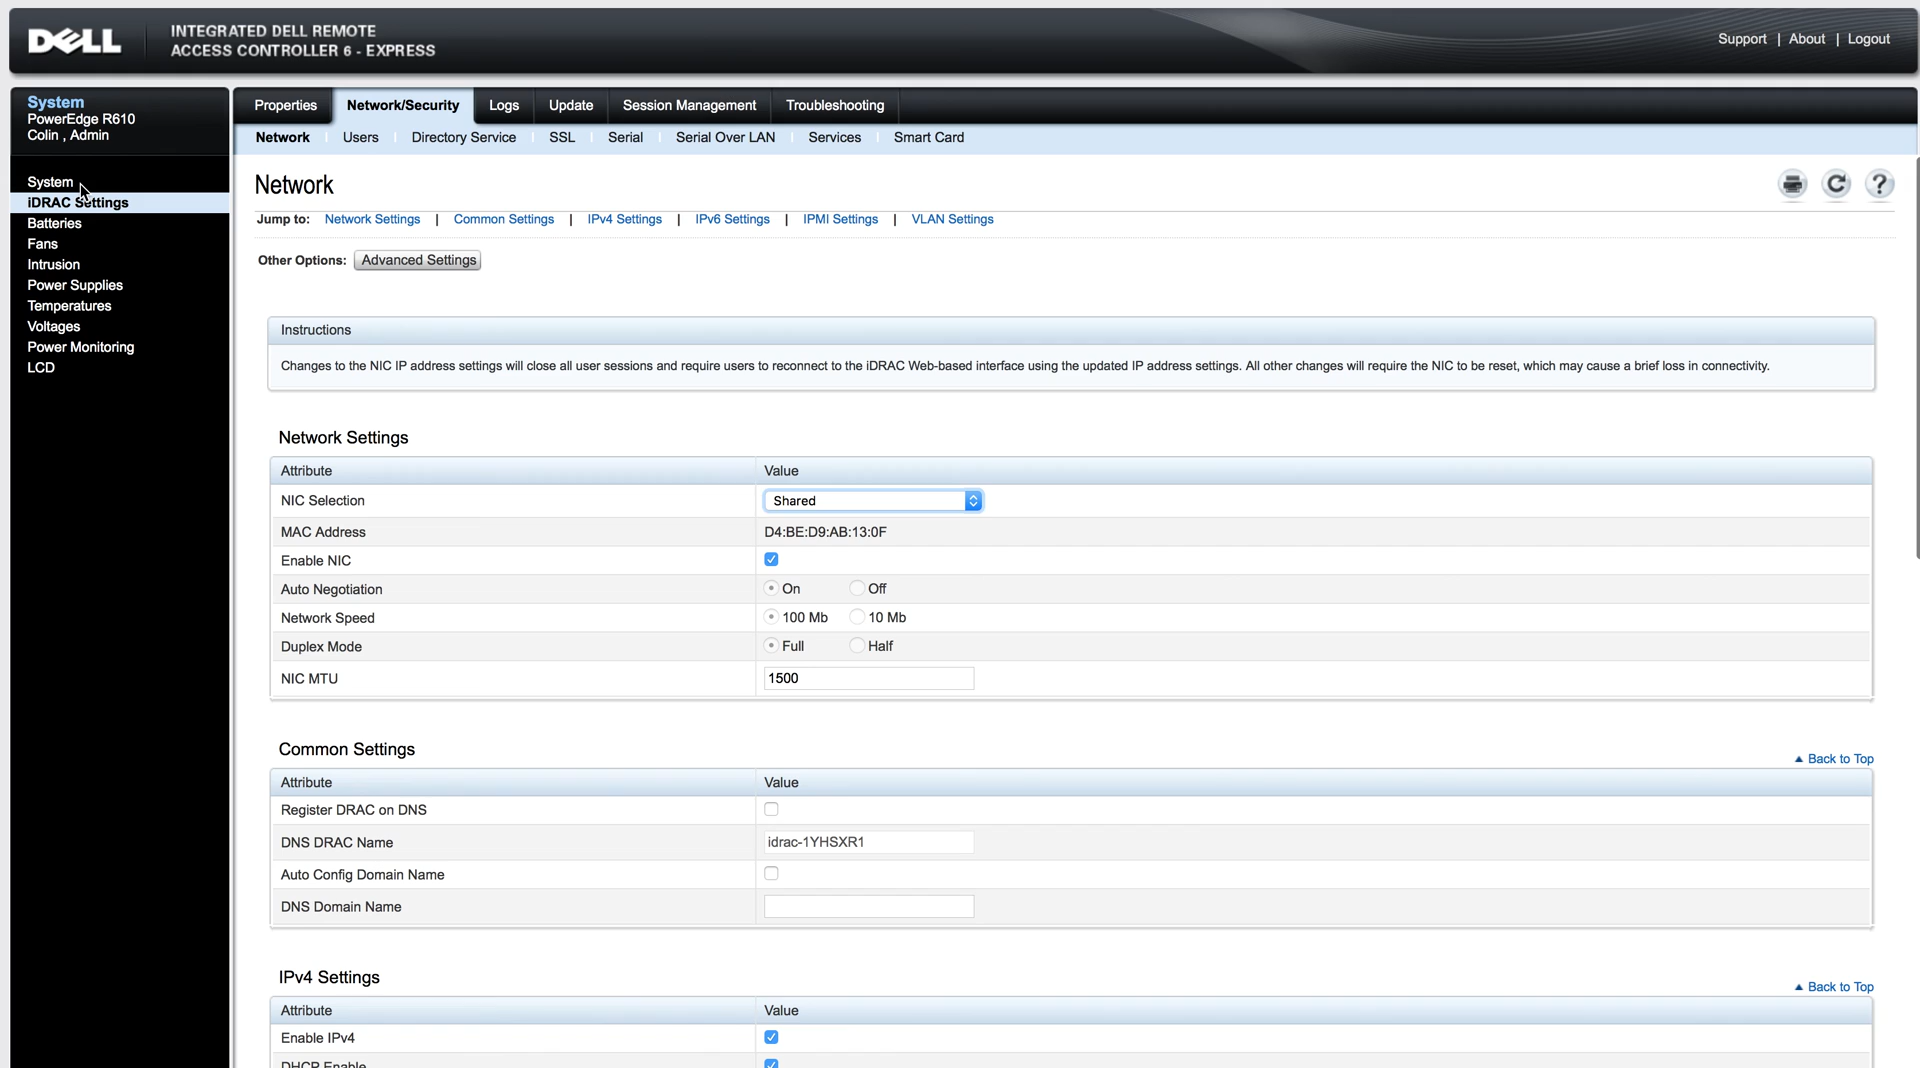 DELL
INTEGRATED DELL REMOTE
ACCESS CONTROLLER 6 - EXPRESS
Support | About | Logout
System
PowerEdge R610
Colin , Admin
System
iDRAC Settings
Batteries
Fans
Intrusion
Power Supplies
Temperatures
Voltages
Power Monitoring
LCD
Properties Network/Security Logs Update Session Management Troubleshooting
Network Users Directory Service SSL Serial Serial Over LAN Services Smart Card
Network
Jump to: Network Settings | Common Settings | IPv4 Settings | IPv6 Settings | IPMI Settings | VLAN Settings
Other Options: Advanced Settings
Instructions
Changes to the NIC IP address settings will close all user sessions and require users to reconnect to the iDRAC Web-based interface using the updated IP address settings. All other changes will require the NIC to be reset, which may cause a brief loss in connectivity.
Network Settings
Attribute Value
NIC Selection Shared
MAC Address D4:BE:D9:AB:13:0F
Enable NIC
Auto Negotiation On Off
Network Speed 100 Mb 10 Mb
Duplex Mode Full Half
NIC MTU 1500
Common Settings
Back to Top
Attribute Value
Register DRAC on DNS
DNS DRAC Name idrac-1YHSXR1
Auto Config Domain Name
DNS Domain Name
IPv4 Settings
Back to Top
Attribute Value
Enable IPv4
DHCP Enable